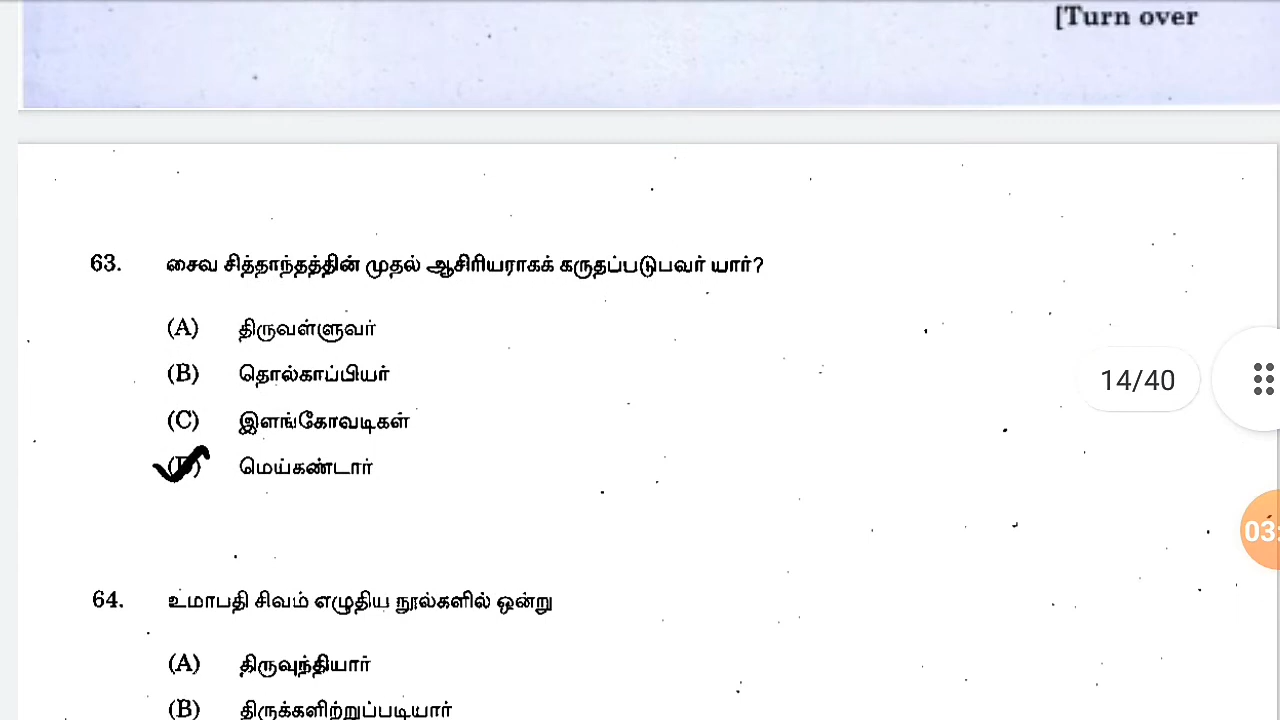 [Turn over
63. சைவ சித்தாந்தத்தின் முதல் ஆசிரியராகக் கருதப்படுபவர் யார்?
(A) திருவள்ளுவர்
(B) தொல்காப்பியர்
(C) இளங்கோவடிகள்
14/40
(D) மெய்கண்டார்
03:
64. உமாபதி சிவம் எழுதிய நூல்களில் ஒன்று
(A) திருவுந்தியார்
(B) திருக்களிற்றுப்படியார்